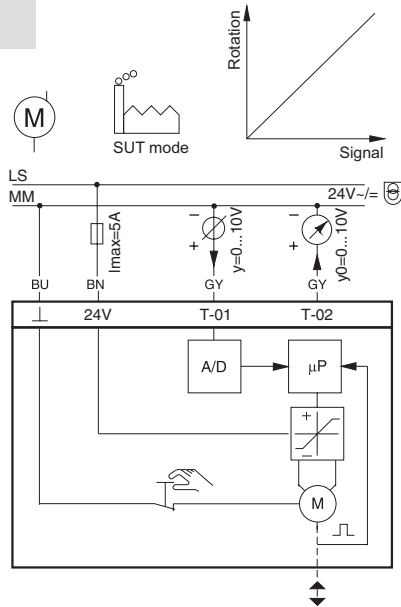 Rotation
Signal
M
SUT mode
LS
MM
24V~/=
Imax=5A
–
+
y=0...10V
–
+
y0=0...10V
BU
BN
GY
GY
⊥
24V
T-01
T-02
A/D
µP
+
–
M